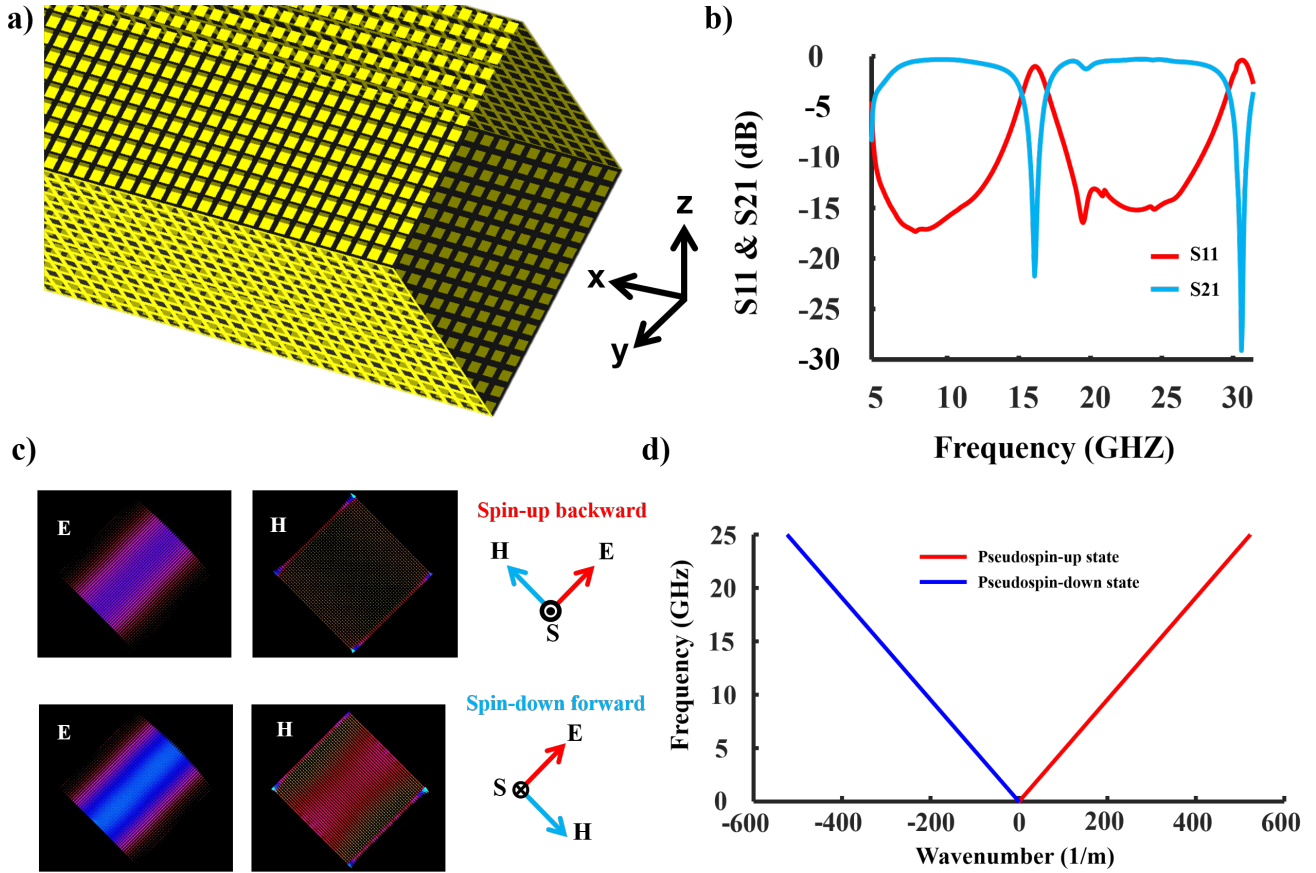 a)
z
x
y
b)
S11 & S21 (dB)
0
-5
-10
-15
-20
-25
-30
S11
S21
5 10 15 20 25 30
Frequency (GHZ)
c)
E
H
Spin-up backward
H E
S
E
H
Spin-down forward
E
S
H
d)
Frequency (GHz)
25
20
15
10
5
0
Pseudospin-up state
Pseudospin-down state
-600 -400 -200 0 200 400 600
Wavenumber (1/m)